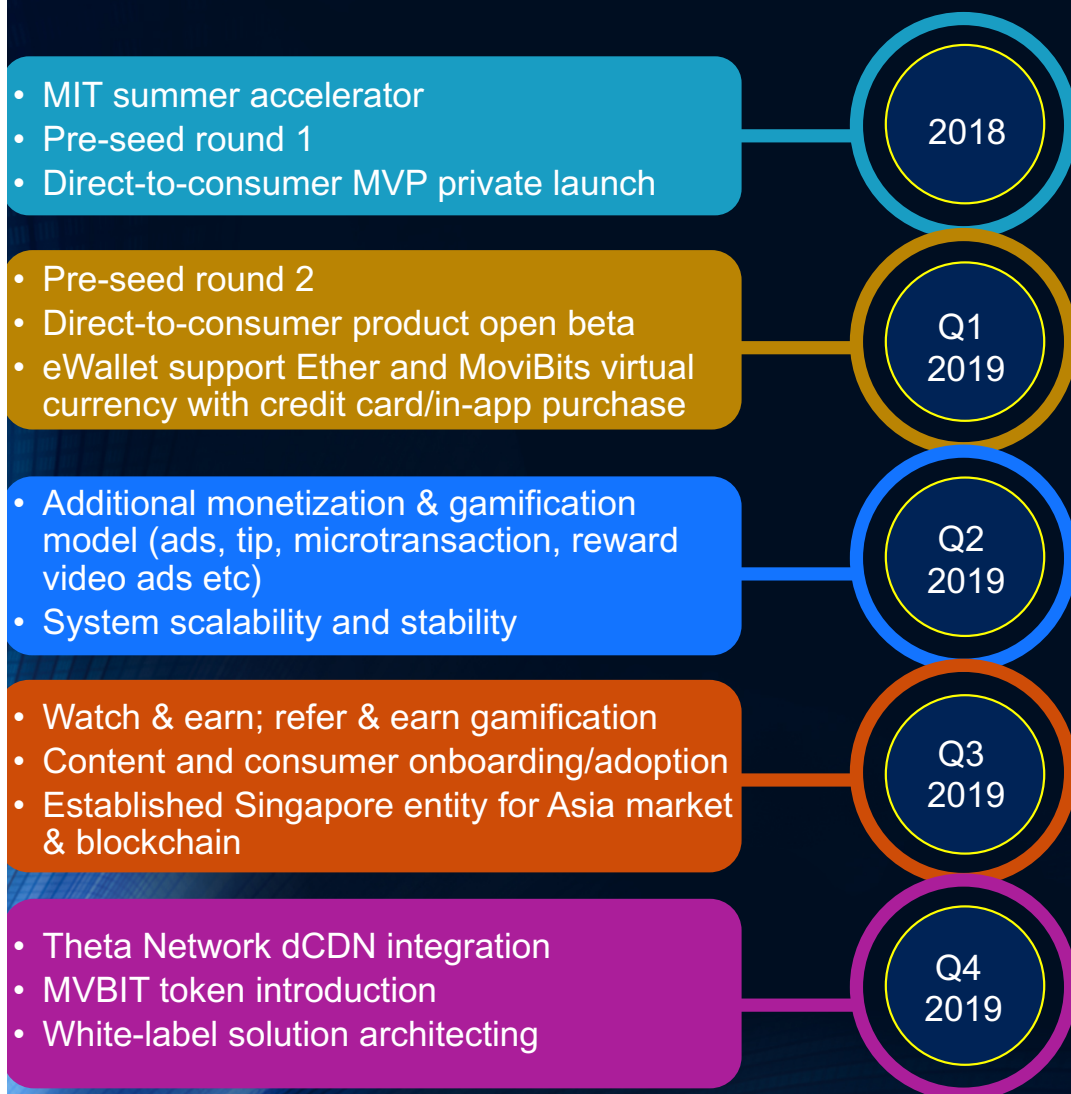 • MIT summer accelerator
• Pre-seed round 1
• Direct-to-consumer MVP private launch
2018
• Pre-seed round 2
• Direct-to-consumer product open beta
• eWallet support Ether and MoviBits virtual
currency with credit card/in-app purchase
Q1
2019
• Additional monetization & gamification
model (ads, tip, microtransaction, reward
video ads etc)
• System scalability and stability
Q2
2019
• Watch & earn; refer & earn gamification
• Content and consumer onboarding/adoption
• Established Singapore entity for Asia market
& blockchain
Q3
2019
• Theta Network dCDN integration
• MVBIT token introduction
• White-label solution architecting
Q4
2019